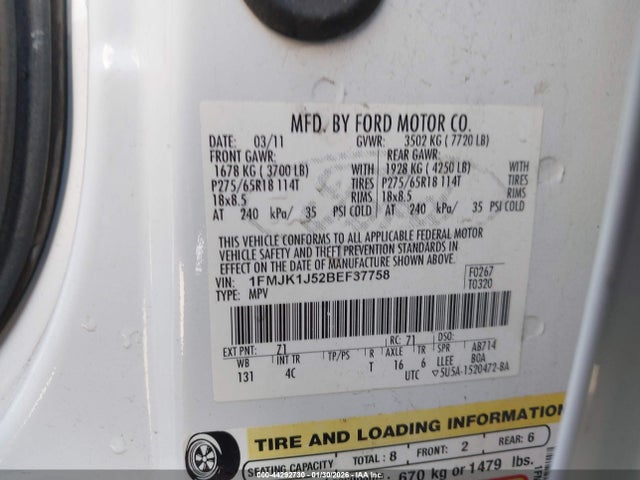 MFD. BY FORD MOTOR CO.
DATE: 03/11 GVWR: 3502 KG ( 7720 LB)
FRONT GAWR: REAR GAWR:
1678 KG ( 3700 LB) WITH 1928 KG ( 4250 LB) WITH
P275/65R18 114T TIRES P275/65R18 114T TIRES
18x8.5 RIMS 18x8.5 RIMS
AT 240 kPa/ 35 PSI COLD AT 240 kPa/ 35 PSI COLD
THIS VEHICLE CONFORMS TO ALL APPLICABLE FEDERAL MOTOR
VEHICLE SAFETY AND THEFT PREVENTION STANDARDS IN
EFFECT ON THE DATE OF MANUFACTURE SHOWN ABOVE.
VIN: 1FMJK1J52BEF37758 F0267
TYPE: MPV T0320
EXT PNT: 71 RC: 71 DSO:
WB INT TR TP/PS R AXLE TR SPR AB714
131 4C T 16 6 LLEE BOA
UTC ▽5U5A-1520472-BA
TIRE AND LOADING INFORMATION
SEATING CAPACITY TOTAL: 8 FRONT: 2 REAR: 6
670 kg or 1479 lbs.
© COPART 000-44292730 - 01/30/2026 - IAA Inc.